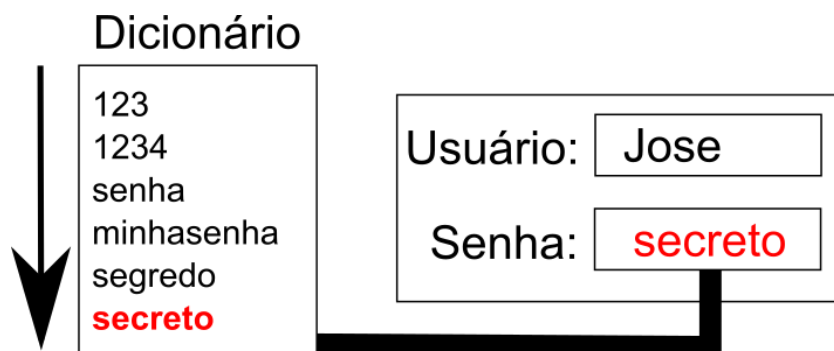 Dicionário
123
1234
senha
minhasenha
segredo
secreto
Usuário: Jose
Senha: secreto